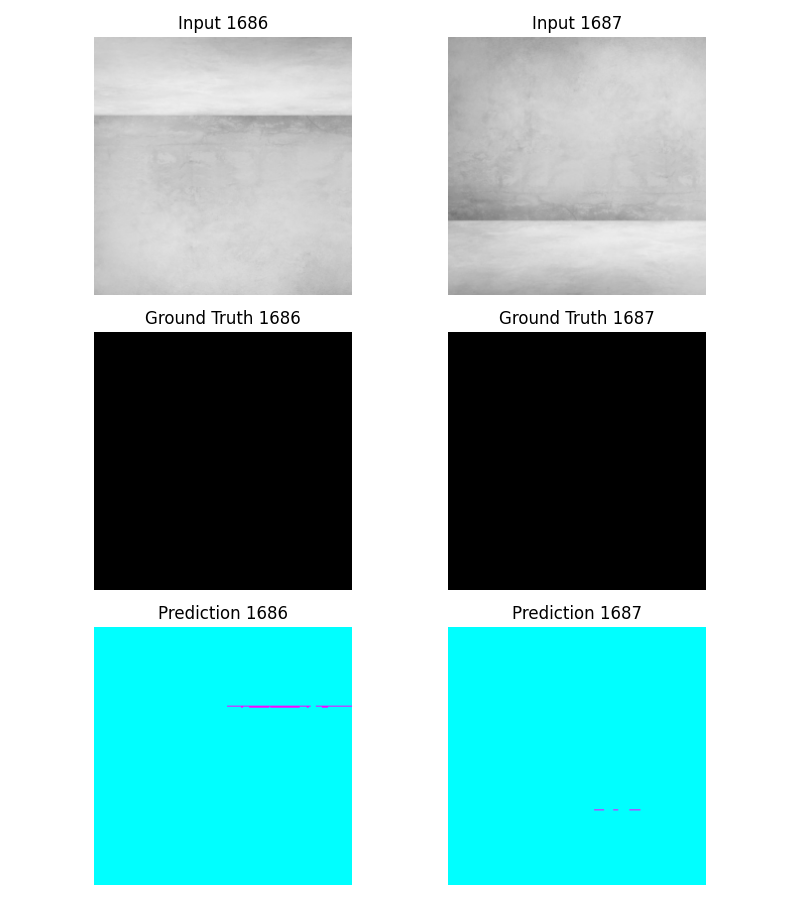 Input 1686
Input 1687
Ground Truth 1686
Ground Truth 1687
Prediction 1686
Prediction 1687